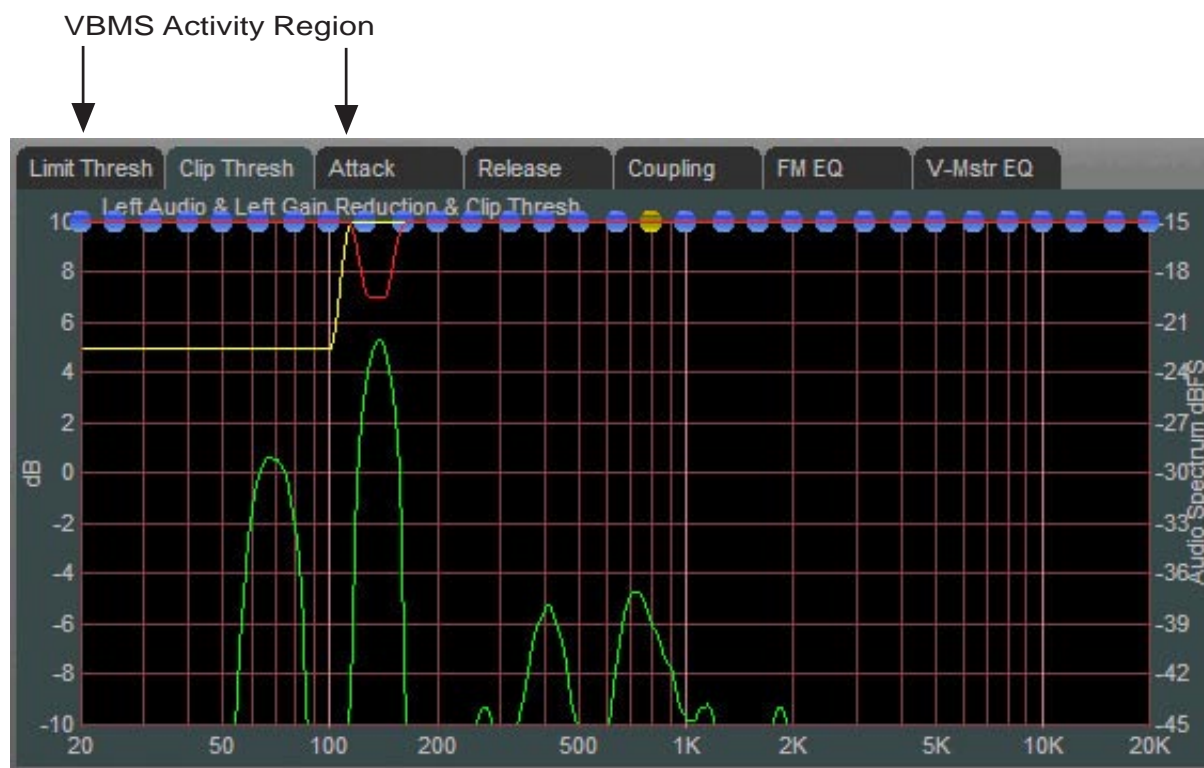 VBMS Activity Region
Limit Thresh Clip Thresh Attack Release Coupling FM EQ V-Mstr EQ
Left Audio & Left Gain Reduction & Clip Thresh
10 -15
8 -18
6 -21
4 -24
2 -27
dB 0 -30 Audio Spectrum dBFS
-2 -33
-4 -36
-6 -39
-8 -42
-10 -45
20 50 100 200 500 1K 2K 5K 10K 20K